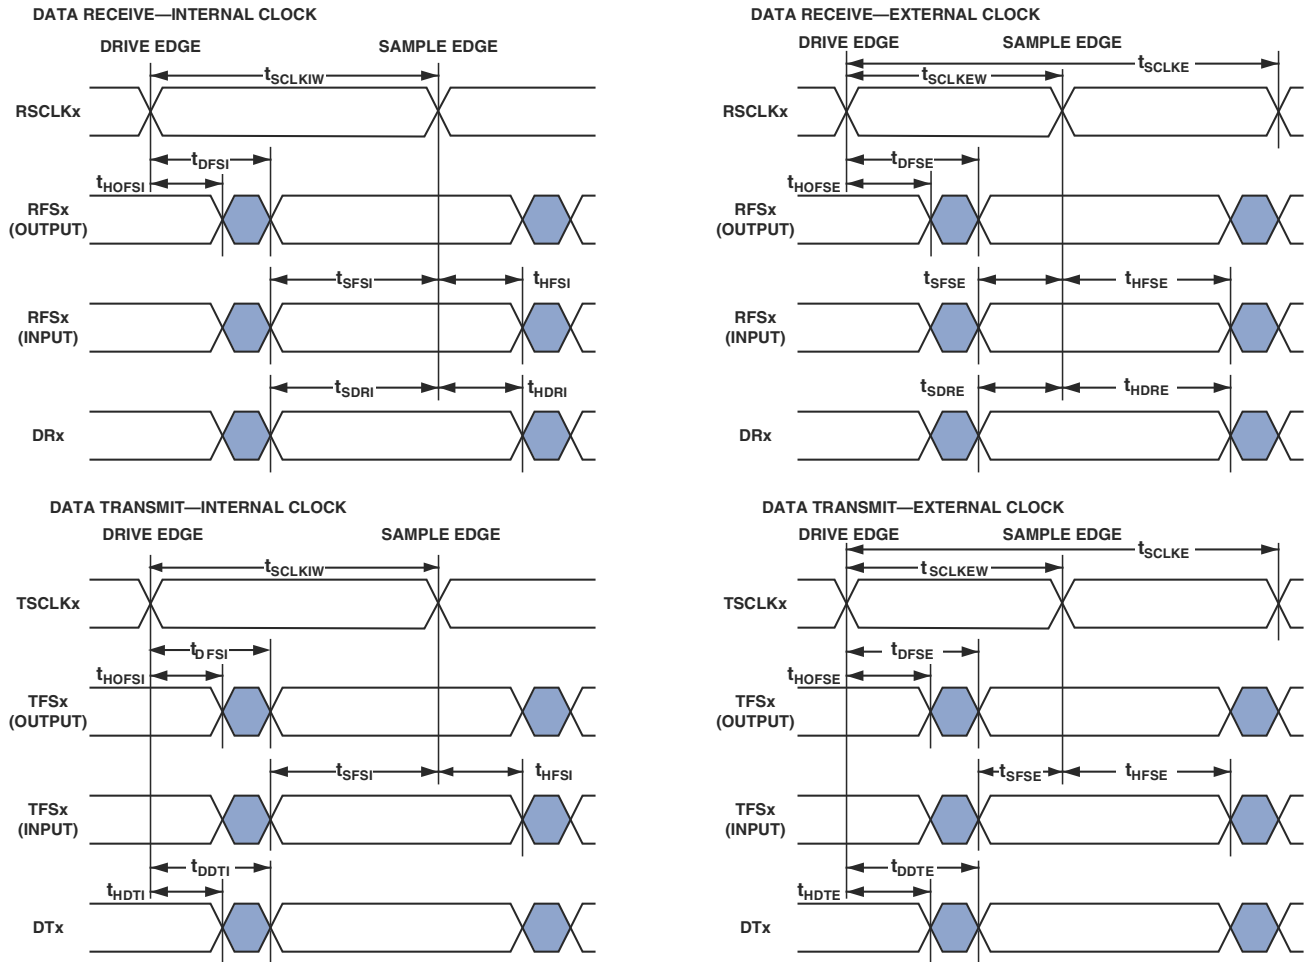 DATA RECEIVE—INTERNAL CLOCK
DRIVE EDGE
SAMPLE EDGE
tSCLKIW
RSCLKx
tDFSI
tHOFSI
RFSx
(OUTPUT)
tSFSI
tHFSI
RFSx
(INPUT)
tSDRI
tHDRI
DRx
DATA RECEIVE—EXTERNAL CLOCK
DRIVE EDGE
SAMPLE EDGE
tSCLKE
tSCLKEW
RSCLKx
tDFSE
tHOFSE
RFSx
(OUTPUT)
tSFSE
tHFSE
RFSx
(INPUT)
tSDRE
tHDRE
DRx
DATA TRANSMIT—INTERNAL CLOCK
DRIVE EDGE
SAMPLE EDGE
tSCLKIW
TSCLKx
tDFSI
tHOFSI
TFSx
(OUTPUT)
tSFSI
tHFSI
TFSx
(INPUT)
tDDTI
tHDTI
DTx
DATA TRANSMIT—EXTERNAL CLOCK
DRIVE EDGE
SAMPLE EDGE
tSCLKE
tSCLKEW
TSCLKx
tDFSE
tHOFSE
TFSx
(OUTPUT)
tSFSE
tHFSE
TFSx
(INPUT)
tDDTE
tHDTE
DTx